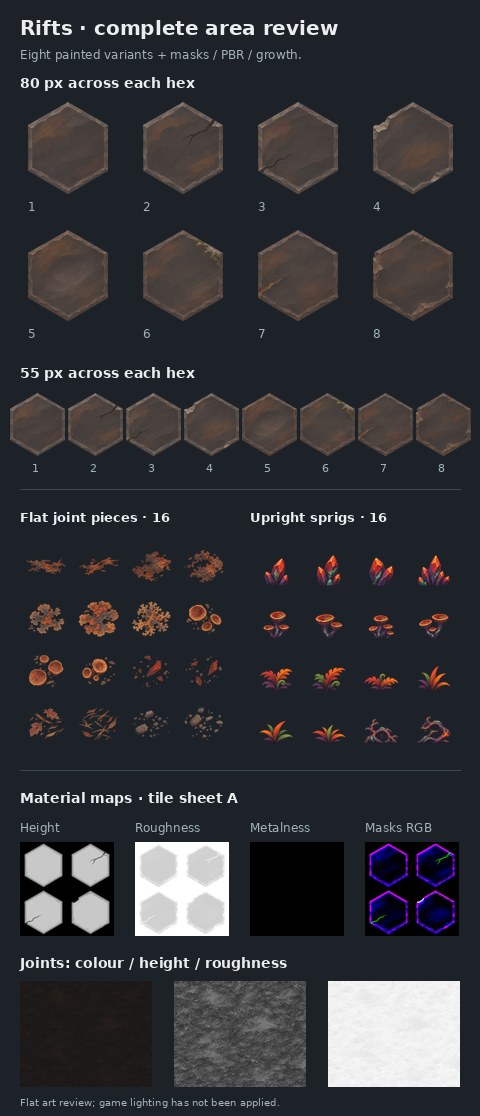 Rifts · complete area review
Eight painted variants + masks / PBR / growth.
80 px across each hex
1 2 3 4
5 6 7 8
55 px across each hex
1 2 3 4 5 6 7 8
Flat joint pieces · 16 Upright sprigs · 16
Material maps · tile sheet A
Height Roughness Metalness Masks RGB
Joints: colour / height / roughness
Flat art review; game lighting has not been applied.